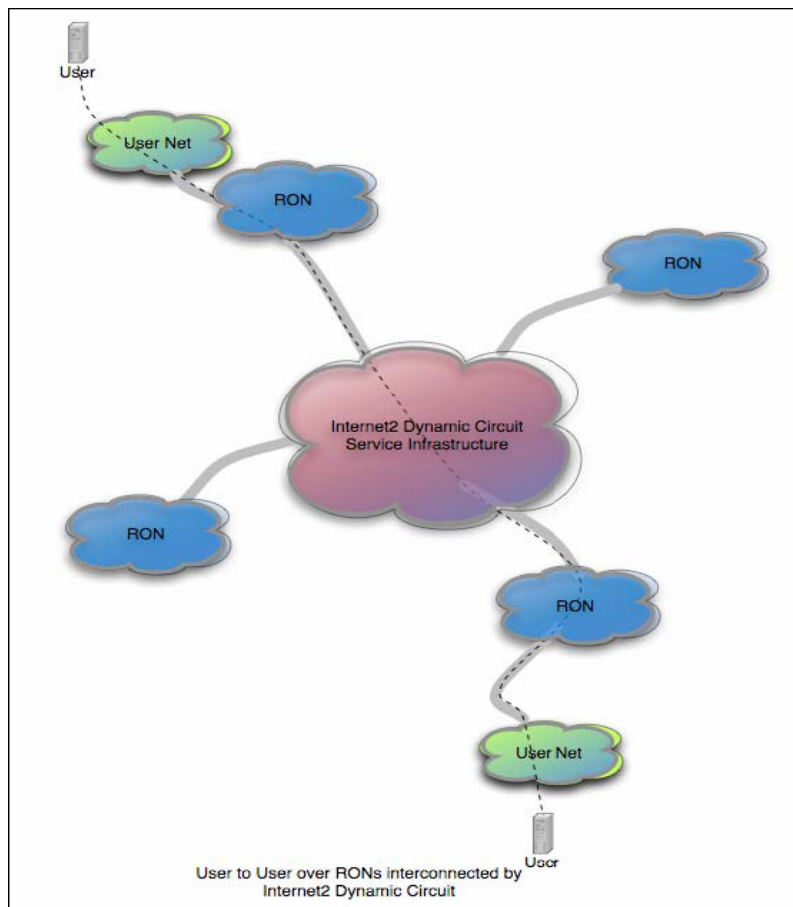 User
User Net
RON
RON
Internet2 Dynamic Circuit
Service Infrastructure
RON
RON
User Net
User
User to User over RONs interconnected by
Internet2 Dynamic Circuit